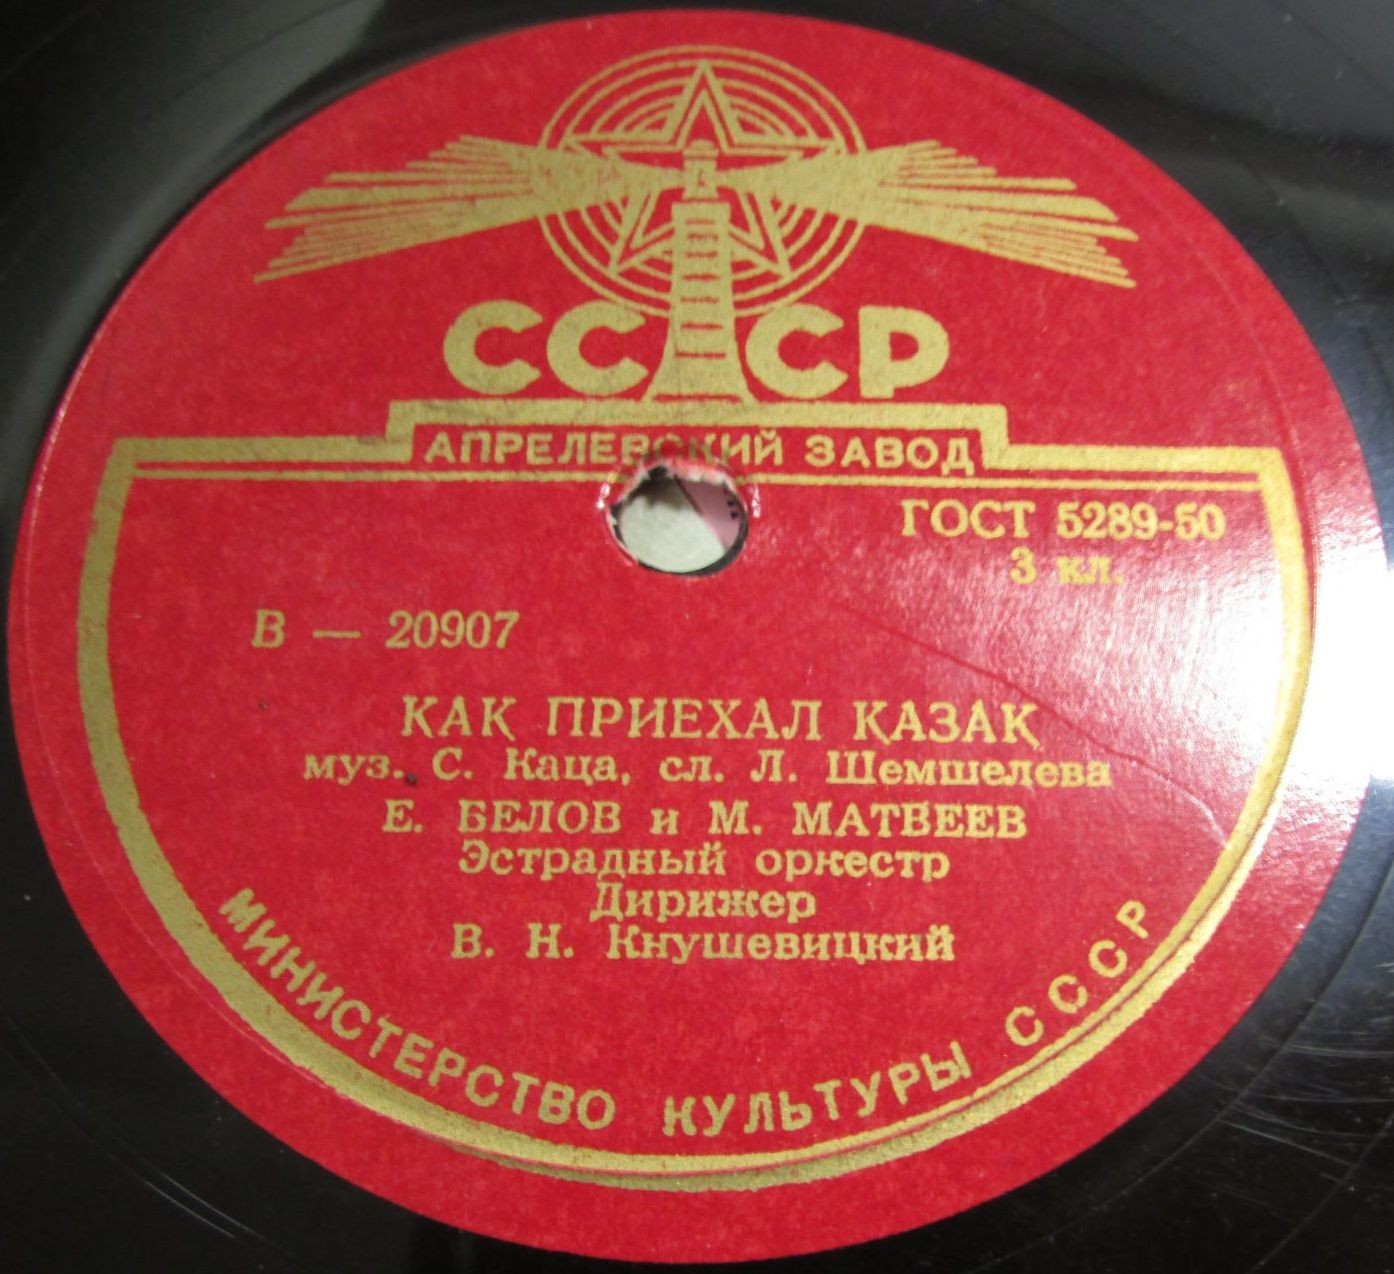 СССР
АПРЕЛЕВСКИЙ ЗАВОД
ГОСТ 5289-50
3 кл.
В — 20907
КАК ПРИЕХАЛ КАЗАК
муз. С. Каца, сл. Л. Шемшелева
Е. БЕЛОВ и М. МАТВЕЕВ
Эстрадный оркестр
Дирижер
В. Н. Кнушевицкий
МИНИСТЕРСТВО КУЛЬТУРЫ СССР